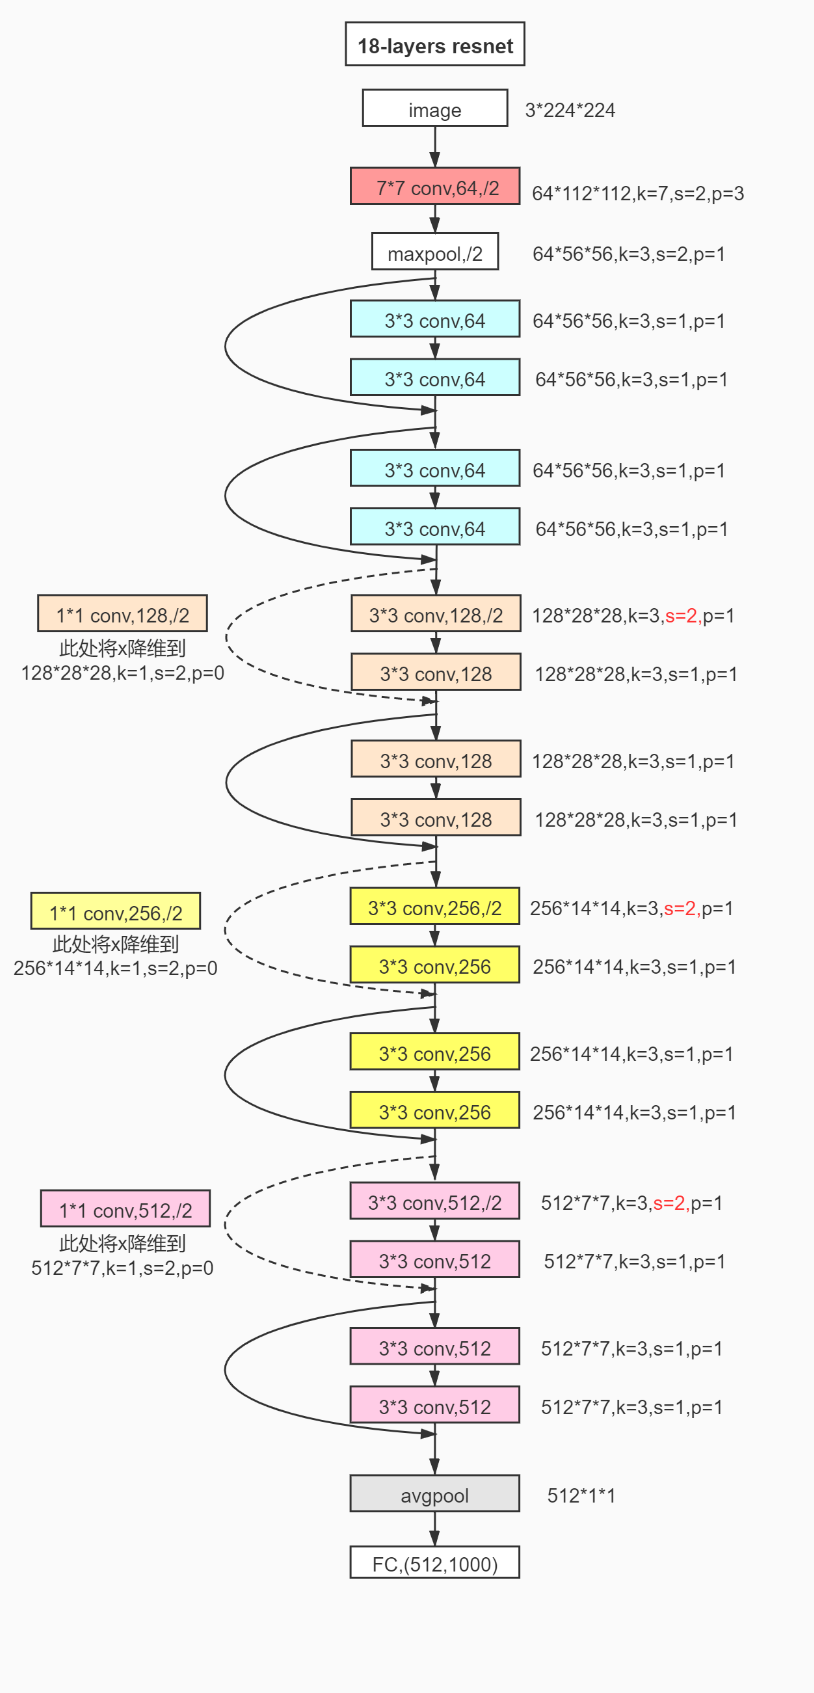 18-layers resnet
image 3*224*224
7*7 conv,64,/2 64*112*112,k=7,s=2,p=3
maxpool,/2 64*56*56,k=3,s=2,p=1
3*3 conv,64 64*56*56,k=3,s=1,p=1
3*3 conv,64 64*56*56,k=3,s=1,p=1
3*3 conv,64 64*56*56,k=3,s=1,p=1
3*3 conv,64 64*56*56,k=3,s=1,p=1
1*1 conv,128,/2 3*3 conv,128,/2 128*28*28,k=3,s=2,p=1
此处将x降维到
128*28*28,k=1,s=2,p=0 3*3 conv,128 128*28*28,k=3,s=1,p=1
3*3 conv,128 128*28*28,k=3,s=1,p=1
3*3 conv,128 128*28*28,k=3,s=1,p=1
1*1 conv,256,/2 3*3 conv,256,/2 256*14*14,k=3,s=2,p=1
此处将x降维到
256*14*14,k=1,s=2,p=0 3*3 conv,256 256*14*14,k=3,s=1,p=1
3*3 conv,256 256*14*14,k=3,s=1,p=1
3*3 conv,256 256*14*14,k=3,s=1,p=1
1*1 conv,512,/2 3*3 conv,512,/2 512*7*7,k=3,s=2,p=1
此处将x降维到
512*7*7,k=1,s=2,p=0 3*3 conv,512 512*7*7,k=3,s=1,p=1
3*3 conv,512 512*7*7,k=3,s=1,p=1
3*3 conv,512 512*7*7,k=3,s=1,p=1
avgpool 512*1*1
FC,(512,1000)